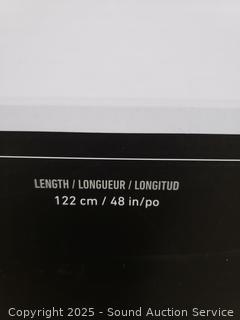 LENGTH / LONGUEUR / LONGITUD
122 cm / 48 in/po
Copyright 2025 - Sound Auction Service